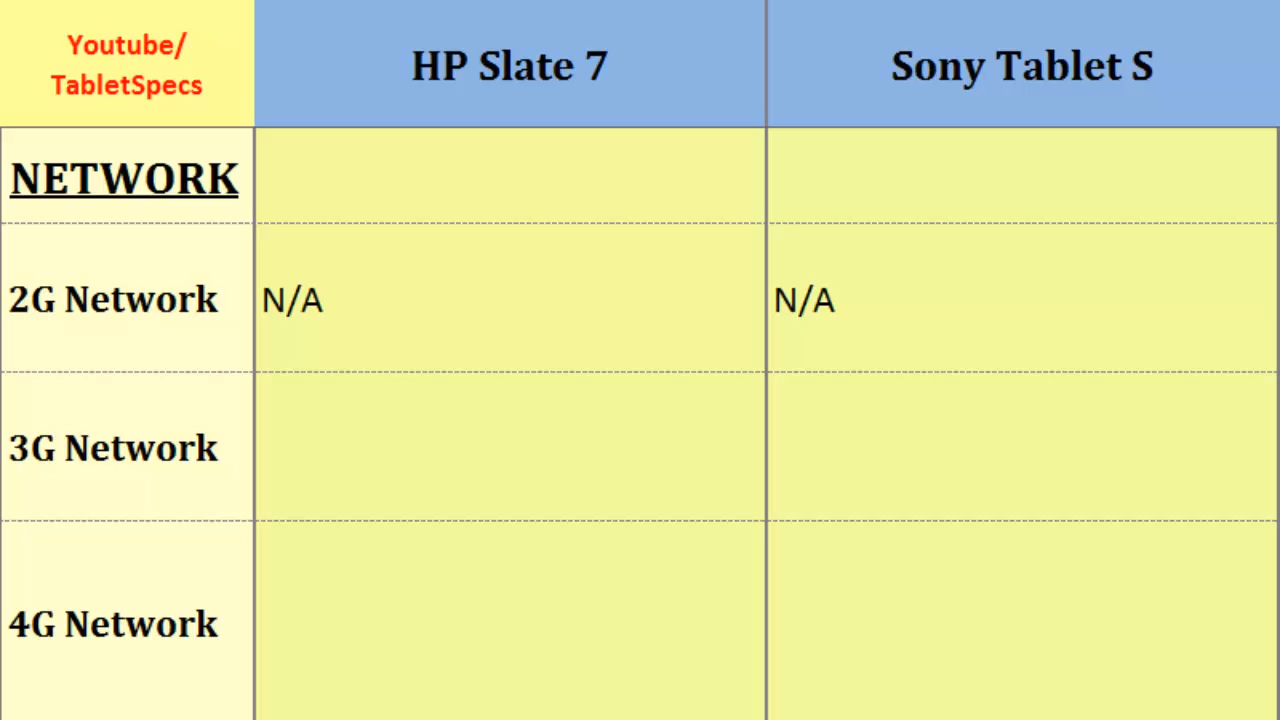 Youtube/
TabletSpecs
HP Slate 7
Sony Tablet S
NETWORK
2G Network
N/A
N/A
3G Network
4G Network